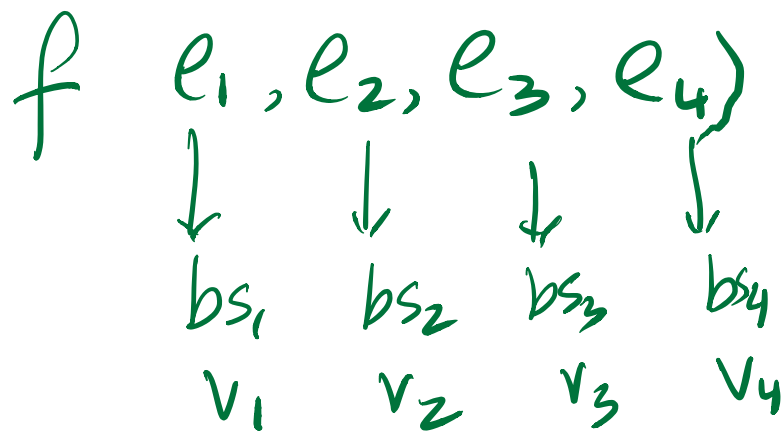 f e₁, e₂, e₃, e₄)
bs₁ bs₂ bs₃ bs₄
v₁ v₂ v₃ v₄